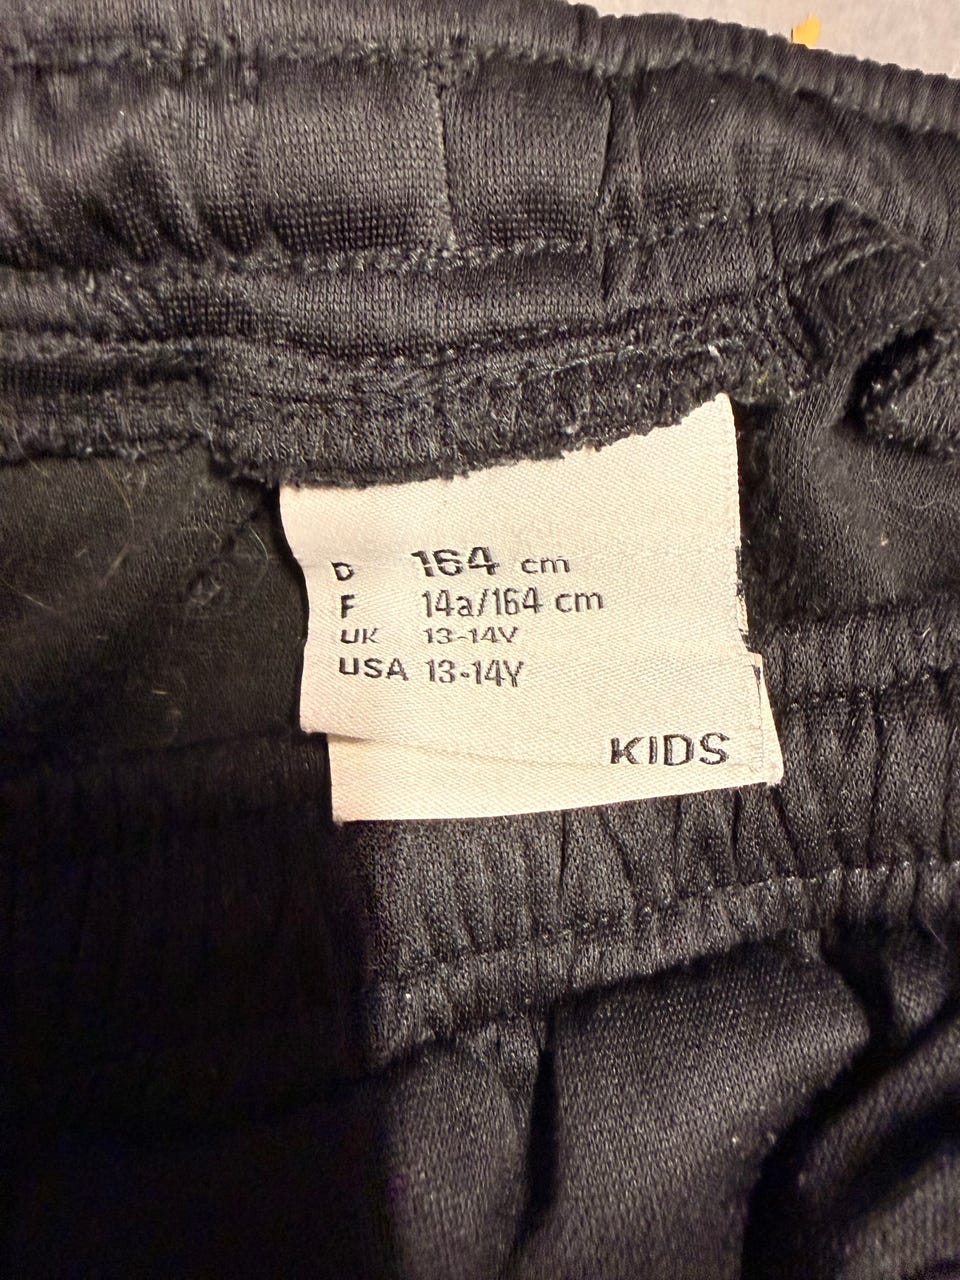 D 164 cm
F 14a/164 cm
UK 13-14Y
USA 13-14Y
KIDS